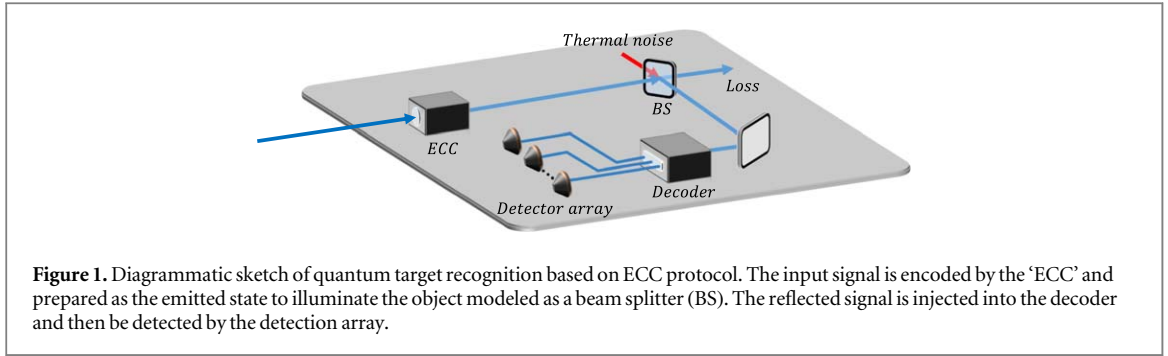 Thermal noise
Loss
BS
ECC
Decoder
Detector array
Figure 1. Diagrammatic sketch of quantum target recognition based on ECC protocol. The input signal is encoded by the ‘ECC’ and
prepared as the emitted state to illuminate the object modeled as a beam splitter (BS). The reflected signal is injected into the decoder
and then be detected by the detection array.